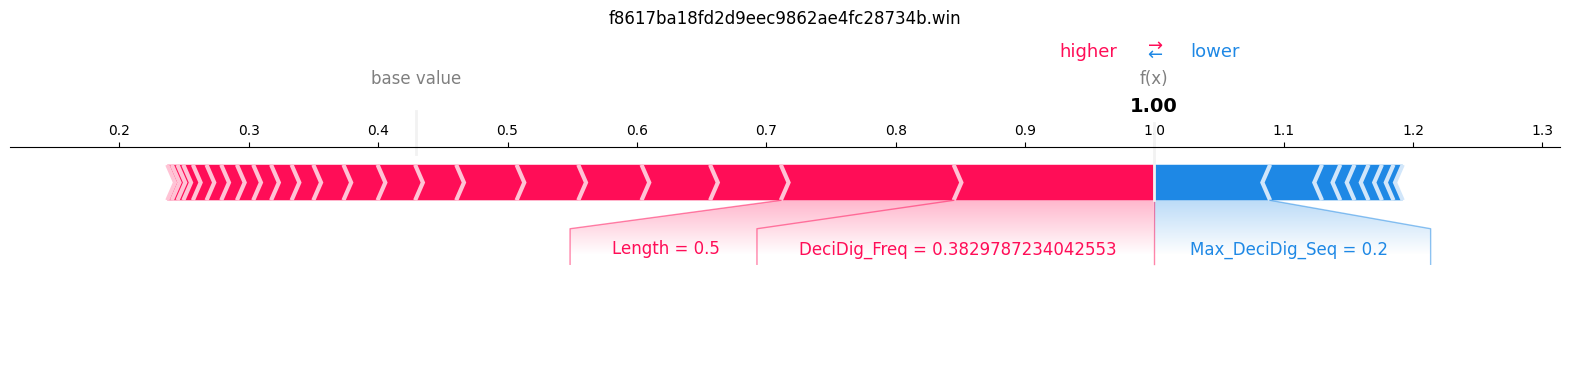 f8617ba18fd2d9eec9862ae4fc28734b.win
higher → ← lower
base value f(x)
1.00
0.2 0.3 0.4 0.5 0.6 0.7 0.8 0.9 1.0 1.1 1.2 1.3
Length = 0.5 DeciDig_Freq = 0.3829787234042553 Max_DeciDig_Seq = 0.2